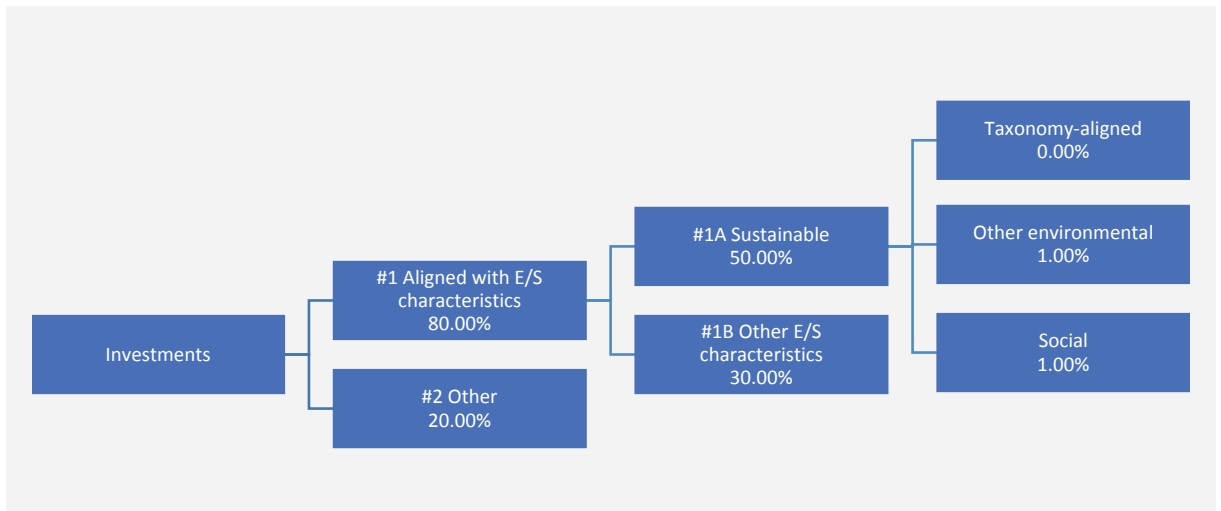 Investments
#1 Aligned with E/S
characteristics
80.00%
#2 Other
20.00%
#1A Sustainable
50.00%
#1B Other E/S
characteristics
30.00%
Taxonomy-aligned
0.00%
Other environmental
1.00%
Social
1.00%